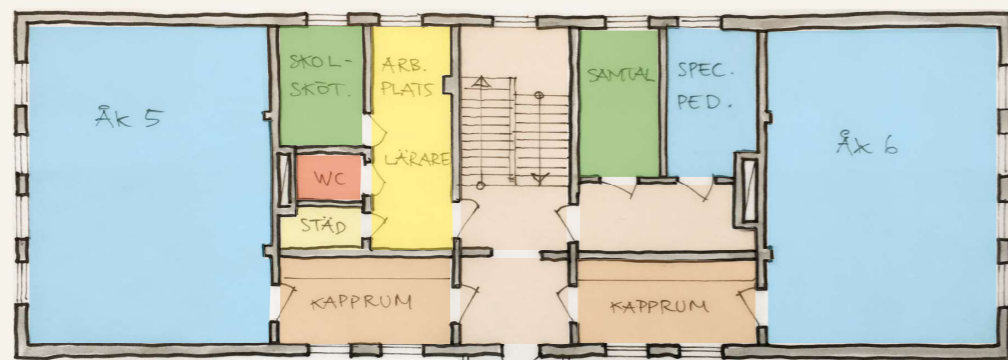 ÅK 5
SKOL-
SKÖT.
ARB.
PLATS
LÄRARE
WC
STÄD
KAPPRUM
SAMTAL
SPEC.
PED.
ÅK 6
KAPPRUM